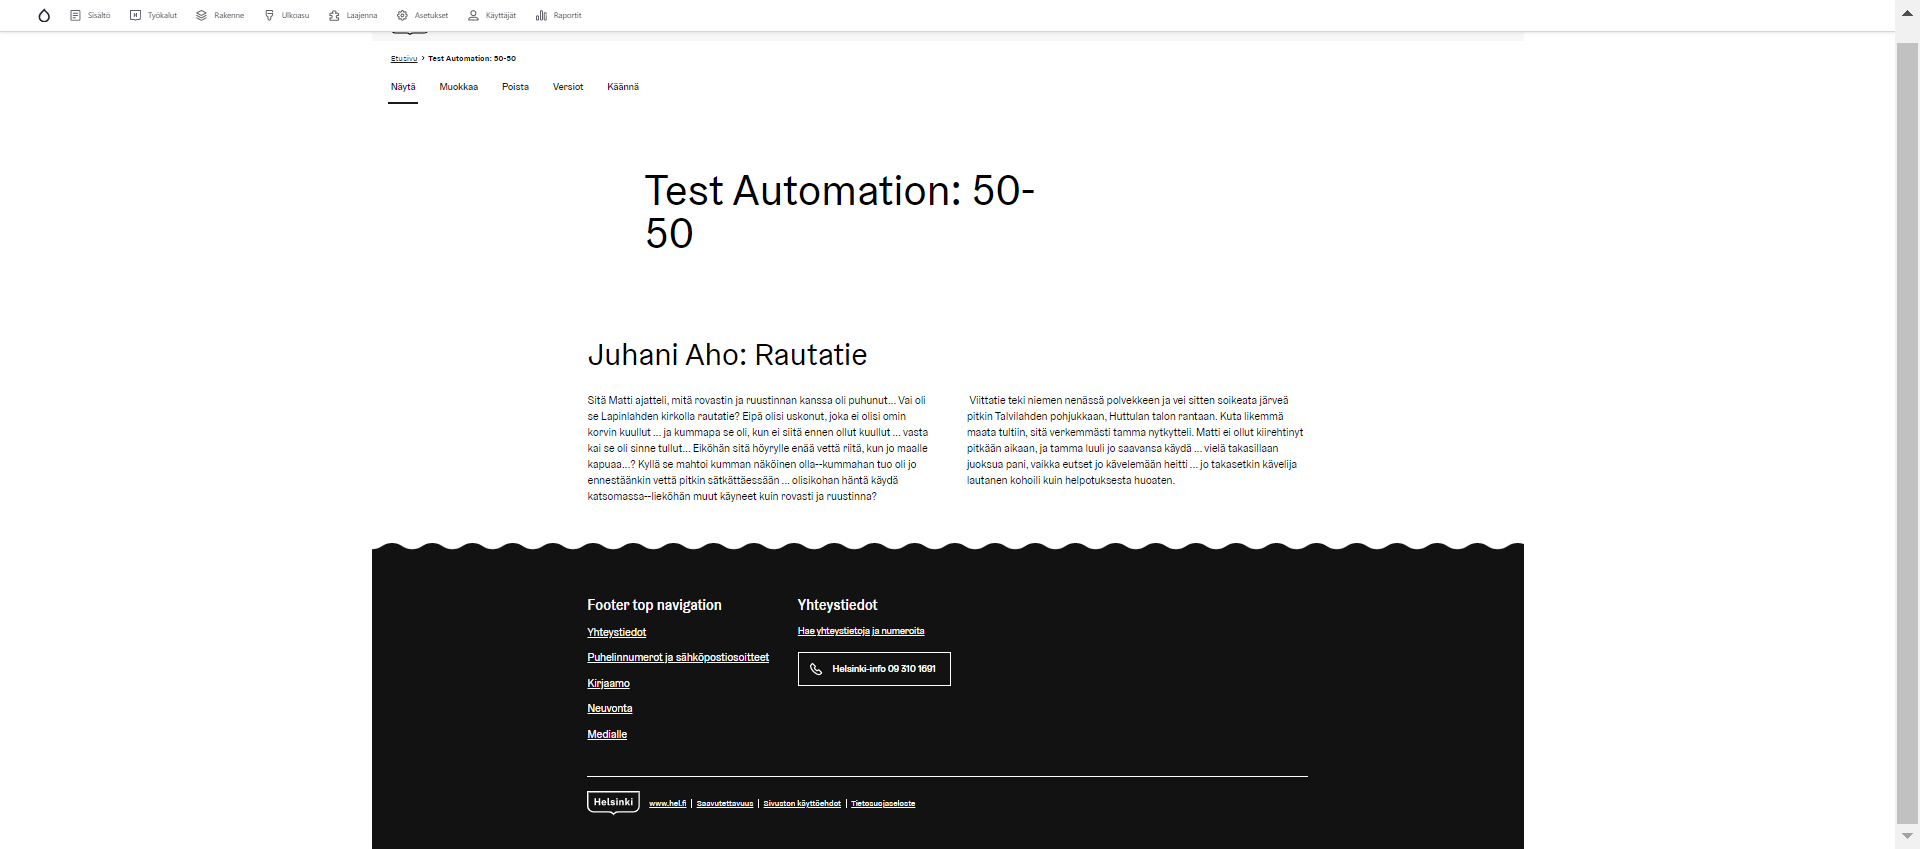 Sisältö Työkalut Rakenne Ulkoasu Laajenna Asetukset Käyttäjät Raportit
Etusivu › Test Automation: 50-50
Näytä Muokkaa Poista Versiot Käännä
Test Automation: 50-
50
Juhani Aho: Rautatie
Sitä Matti ajatteli, mitä rovastin ja ruustinnan kanssa oli puhunut... Vai oli
se Lapinlahden kirkolla rautatie? Eipä olisi uskonut, joka ei olisi omin
korvin kuullut ... ja kummapa se oli, kun ei siitä ennen ollut kuullut ... vasta
kai se oli sinne tullut... Eiköhän sitä höyrylle enää vettä riitä, kun jo maalle
kapuaa...? Kyllä se mahtoi kumman näköinen olla--kummahan tuo oli jo
ennestäänkin vettä pitkin sätkättäessään ... olisikohan häntä käydä
katsomassa--lieköhän muut käyneet kuin rovasti ja ruustinna?
Viittatie teki niemen nenässä polvekkeen ja vei sitten soikeata järveä
pitkin Talvilahden pohjukkaan, Huttulan talon rantaan. Kuta likemmä
maata tultiin, sitä verkemmästi tamma nytkytteli. Matti ei ollut kiirehtinyt
pitkään aikaan, ja tamma luuli jo saavansa käydä ... vielä takasillaan
juoksua pani, vaikka eutset jo kävelemään heitti ... jo takasetkin kävelijä
lautanen kohoili kuin helpotuksesta huoaten.
Footer top navigation
Yhteystiedot
Puhelinnumerot ja sähköpostiosoitteet
Kirjaamo
Neuvonta
Medialle
Yhteystiedot
Hae yhteystietoja ja numeroita
Helsinki-info 09 310 1691
Helsinki www.hel.fi | Saavutettavuus | Sivuston käyttöehdot | Tietosuojaseloste